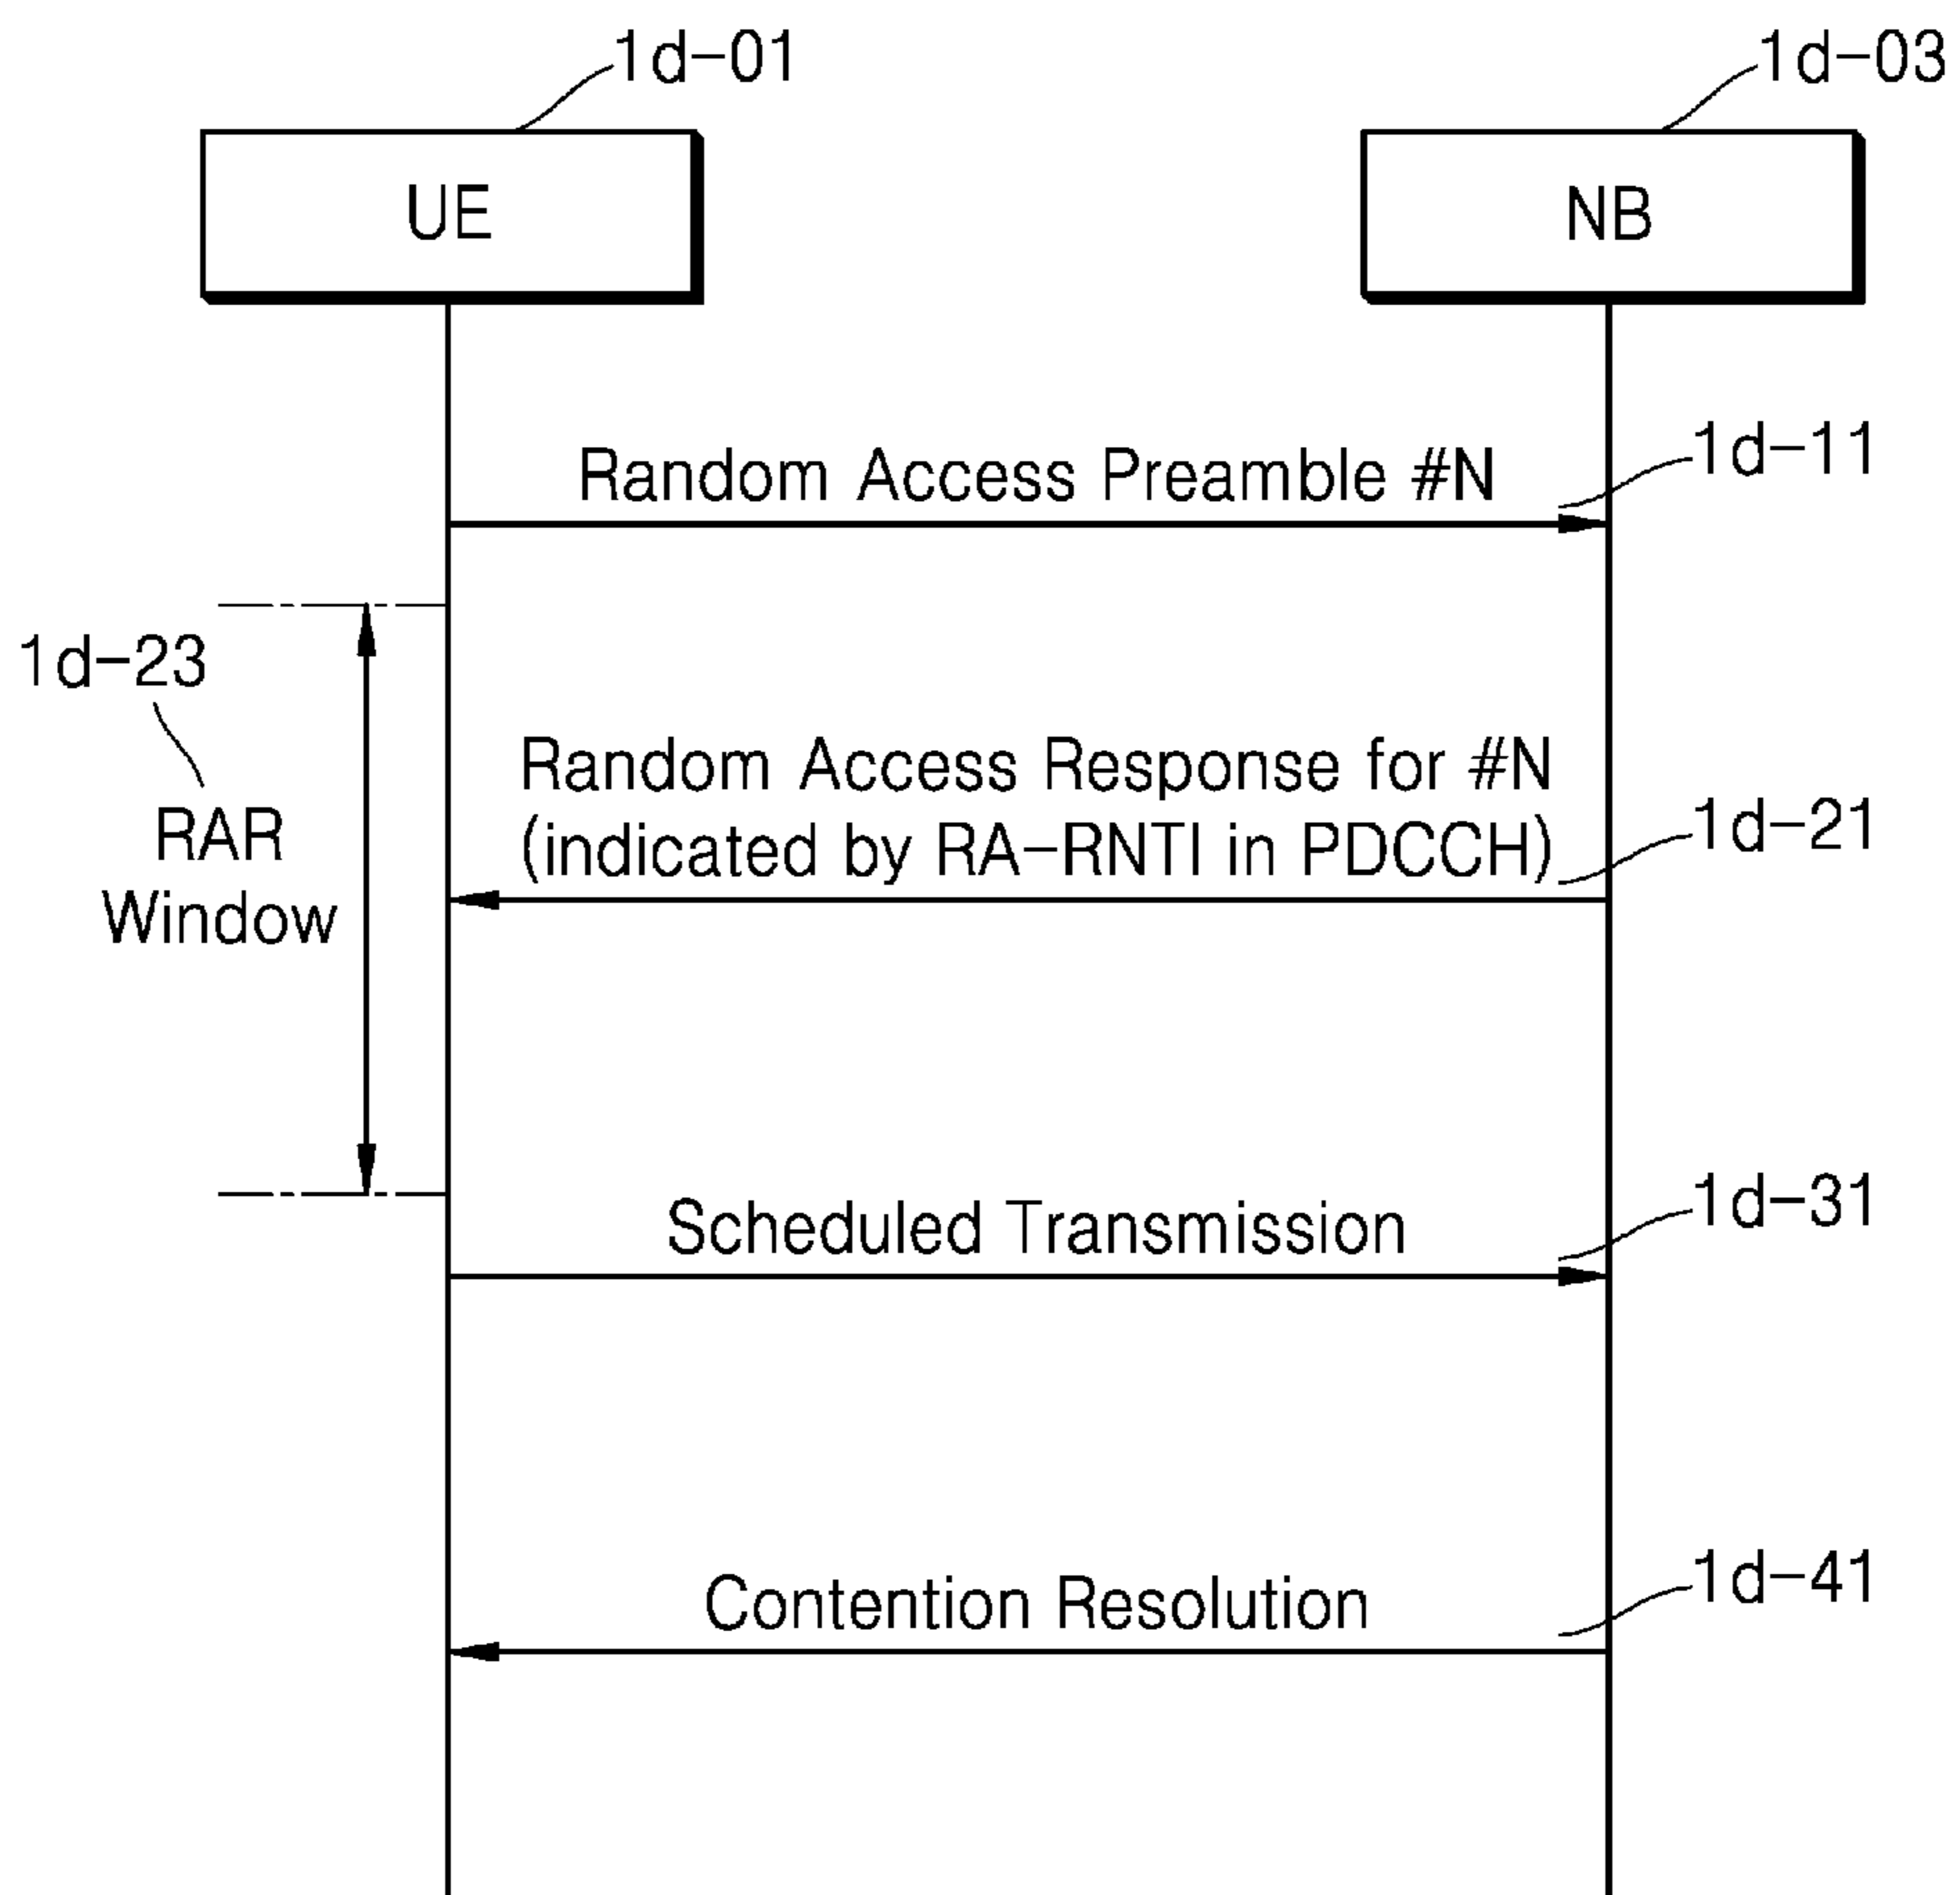 1d-01
1d-03
UE
NB
Random Access Preamble #N
1d-11
1d-23
RAR
Window
Random Access Response for #N
(indicated by RA-RNTI in PDCCH)
1d-21
Scheduled Transmission
1d-31
Contention Resolution
1d-41